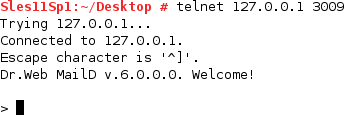 Sles11Sp1:~/Desktop # telnet 127.0.0.1 3009
Trying 127.0.0.1...
Connected to 127.0.0.1.
Escape character is '^]'.
Dr.Web MailD v.6.0.0.0. Welcome!
>